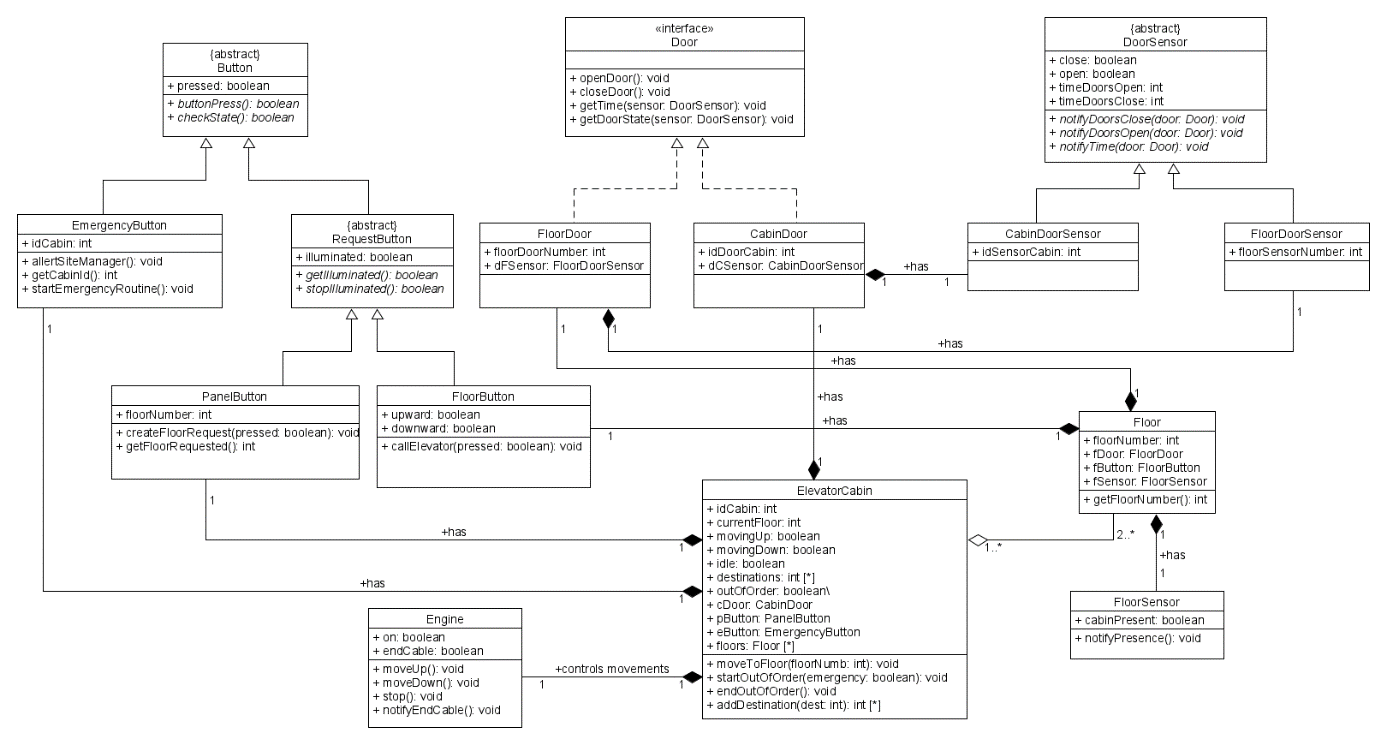 {abstract}
Button
+ pressed: boolean
+ buttonPress(): boolean
+ checkState(): boolean
«interface»
Door
+ openDoor(): void
+ closeDoor(): void
+ getTime(sensor: DoorSensor): void
+ getDoorState(sensor: DoorSensor): void
{abstract}
DoorSensor
+ close: boolean
+ open: boolean
+ timeDoorsOpen: int
+ timeDoorsClose: int
+ notifyDoorsClose(door: Door): void
+ notifyDoorsOpen(door: Door): void
+ notifyTime(door: Door): void
EmergencyButton
+ idCabin: int
+ allertSiteManager(): void
+ getCabinId(): int
+ startEmergencyRoutine(): void
{abstract}
RequestButton
+ illuminated: boolean
+ getIlluminated(): boolean
+ stopIlluminated(): boolean
FloorDoor
+ floorDoorNumber: int
+ dFSensor: FloorDoorSensor
CabinDoor
+ idDoorCabin: int
+ dCSensor: CabinDoorSensor
+has
1
1
CabinDoorSensor
+ idSensorCabin: int
FloorDoorSensor
+ floorSensorNumber: int
1
1
1
1
1
+has
+has
PanelButton
+ floorNumber: int
+ createFloorRequest(pressed: boolean): void
+ getFloorRequested(): int
FloorButton
+ upward: boolean
+ downward: boolean
+ callElevator(pressed: boolean): void
+has
1
+has
1
1
1
Floor
+ floorNumber: int
+ fDoor: FloorDoor
+ fButton: FloorButton
+ fSensor: FloorSensor
+ getFloorNumber(): int
ElevatorCabin
+ idCabin: int
+ currentFloor: int
+ movingUp: boolean
+ movingDown: boolean
+ idle: boolean
+ destinations: int [*]
+ outOfOrder: boolean\
+ cDoor: CabinDoor
+ pButton: PanelButton
+ eButton: EmergencyButton
+ floors: Floor [*]
+ moveToFloor(floorNumb: int): void
+ startOutOfOrder(emergency: boolean): void
+ endOutOfOrder(): void
+ addDestination(dest: int): int [*]
1
+has
1
+has
1
1..*
2..*
1
+has
1
FloorSensor
+ cabinPresent: boolean
+ notifyPresence(): void
Engine
+ on: boolean
+ endCable: boolean
+ moveUp(): void
+ moveDown(): void
+ stop(): void
+ notifyEndCable(): void
+controls movements
1
1